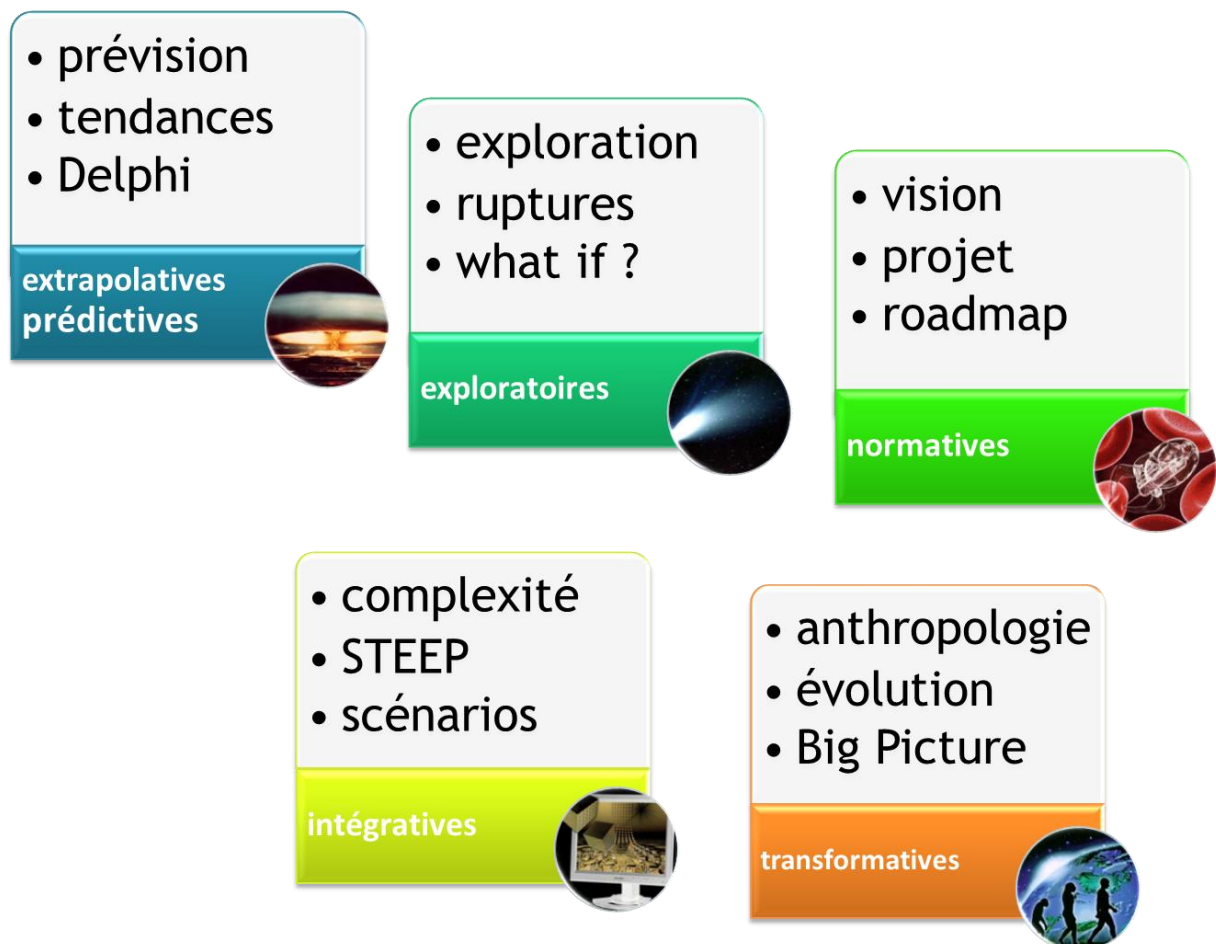 • prévision
• tendances
• Delphi
extrapolatives
prédictives
• exploration
• ruptures
• what if ?
exploratoires
• vision
• projet
• roadmap
normatives
• complexité
• STEEP
• scénarios
intégratives
• anthropologie
• évolution
• Big Picture
transformatives